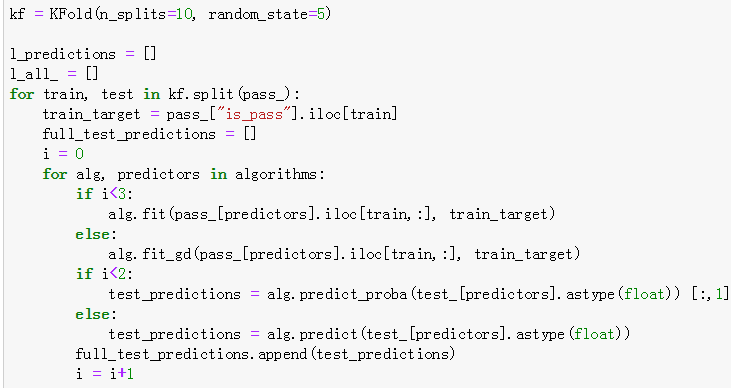 kf = KFold(n_splits=10, random_state=5)
l_predictions = []
l_all_ = []
for train, test in kf.split(pass_):
    train_target = pass_["is_pass"].iloc[train]
    full_test_predictions = []
    i = 0
    for alg, predictors in algorithms:
        if i<3:
            alg.fit(pass_[predictors].iloc[train,:], train_target)
        else:
            alg.fit_gd(pass_[predictors].iloc[train,:], train_target)
        if i<2:
            test_predictions = alg.predict_proba(test_[predictors].astype(float)) [:,1]
        else:
            test_predictions = alg.predict(test_[predictors].astype(float))
        full_test_predictions.append(test_predictions)
        i = i+1